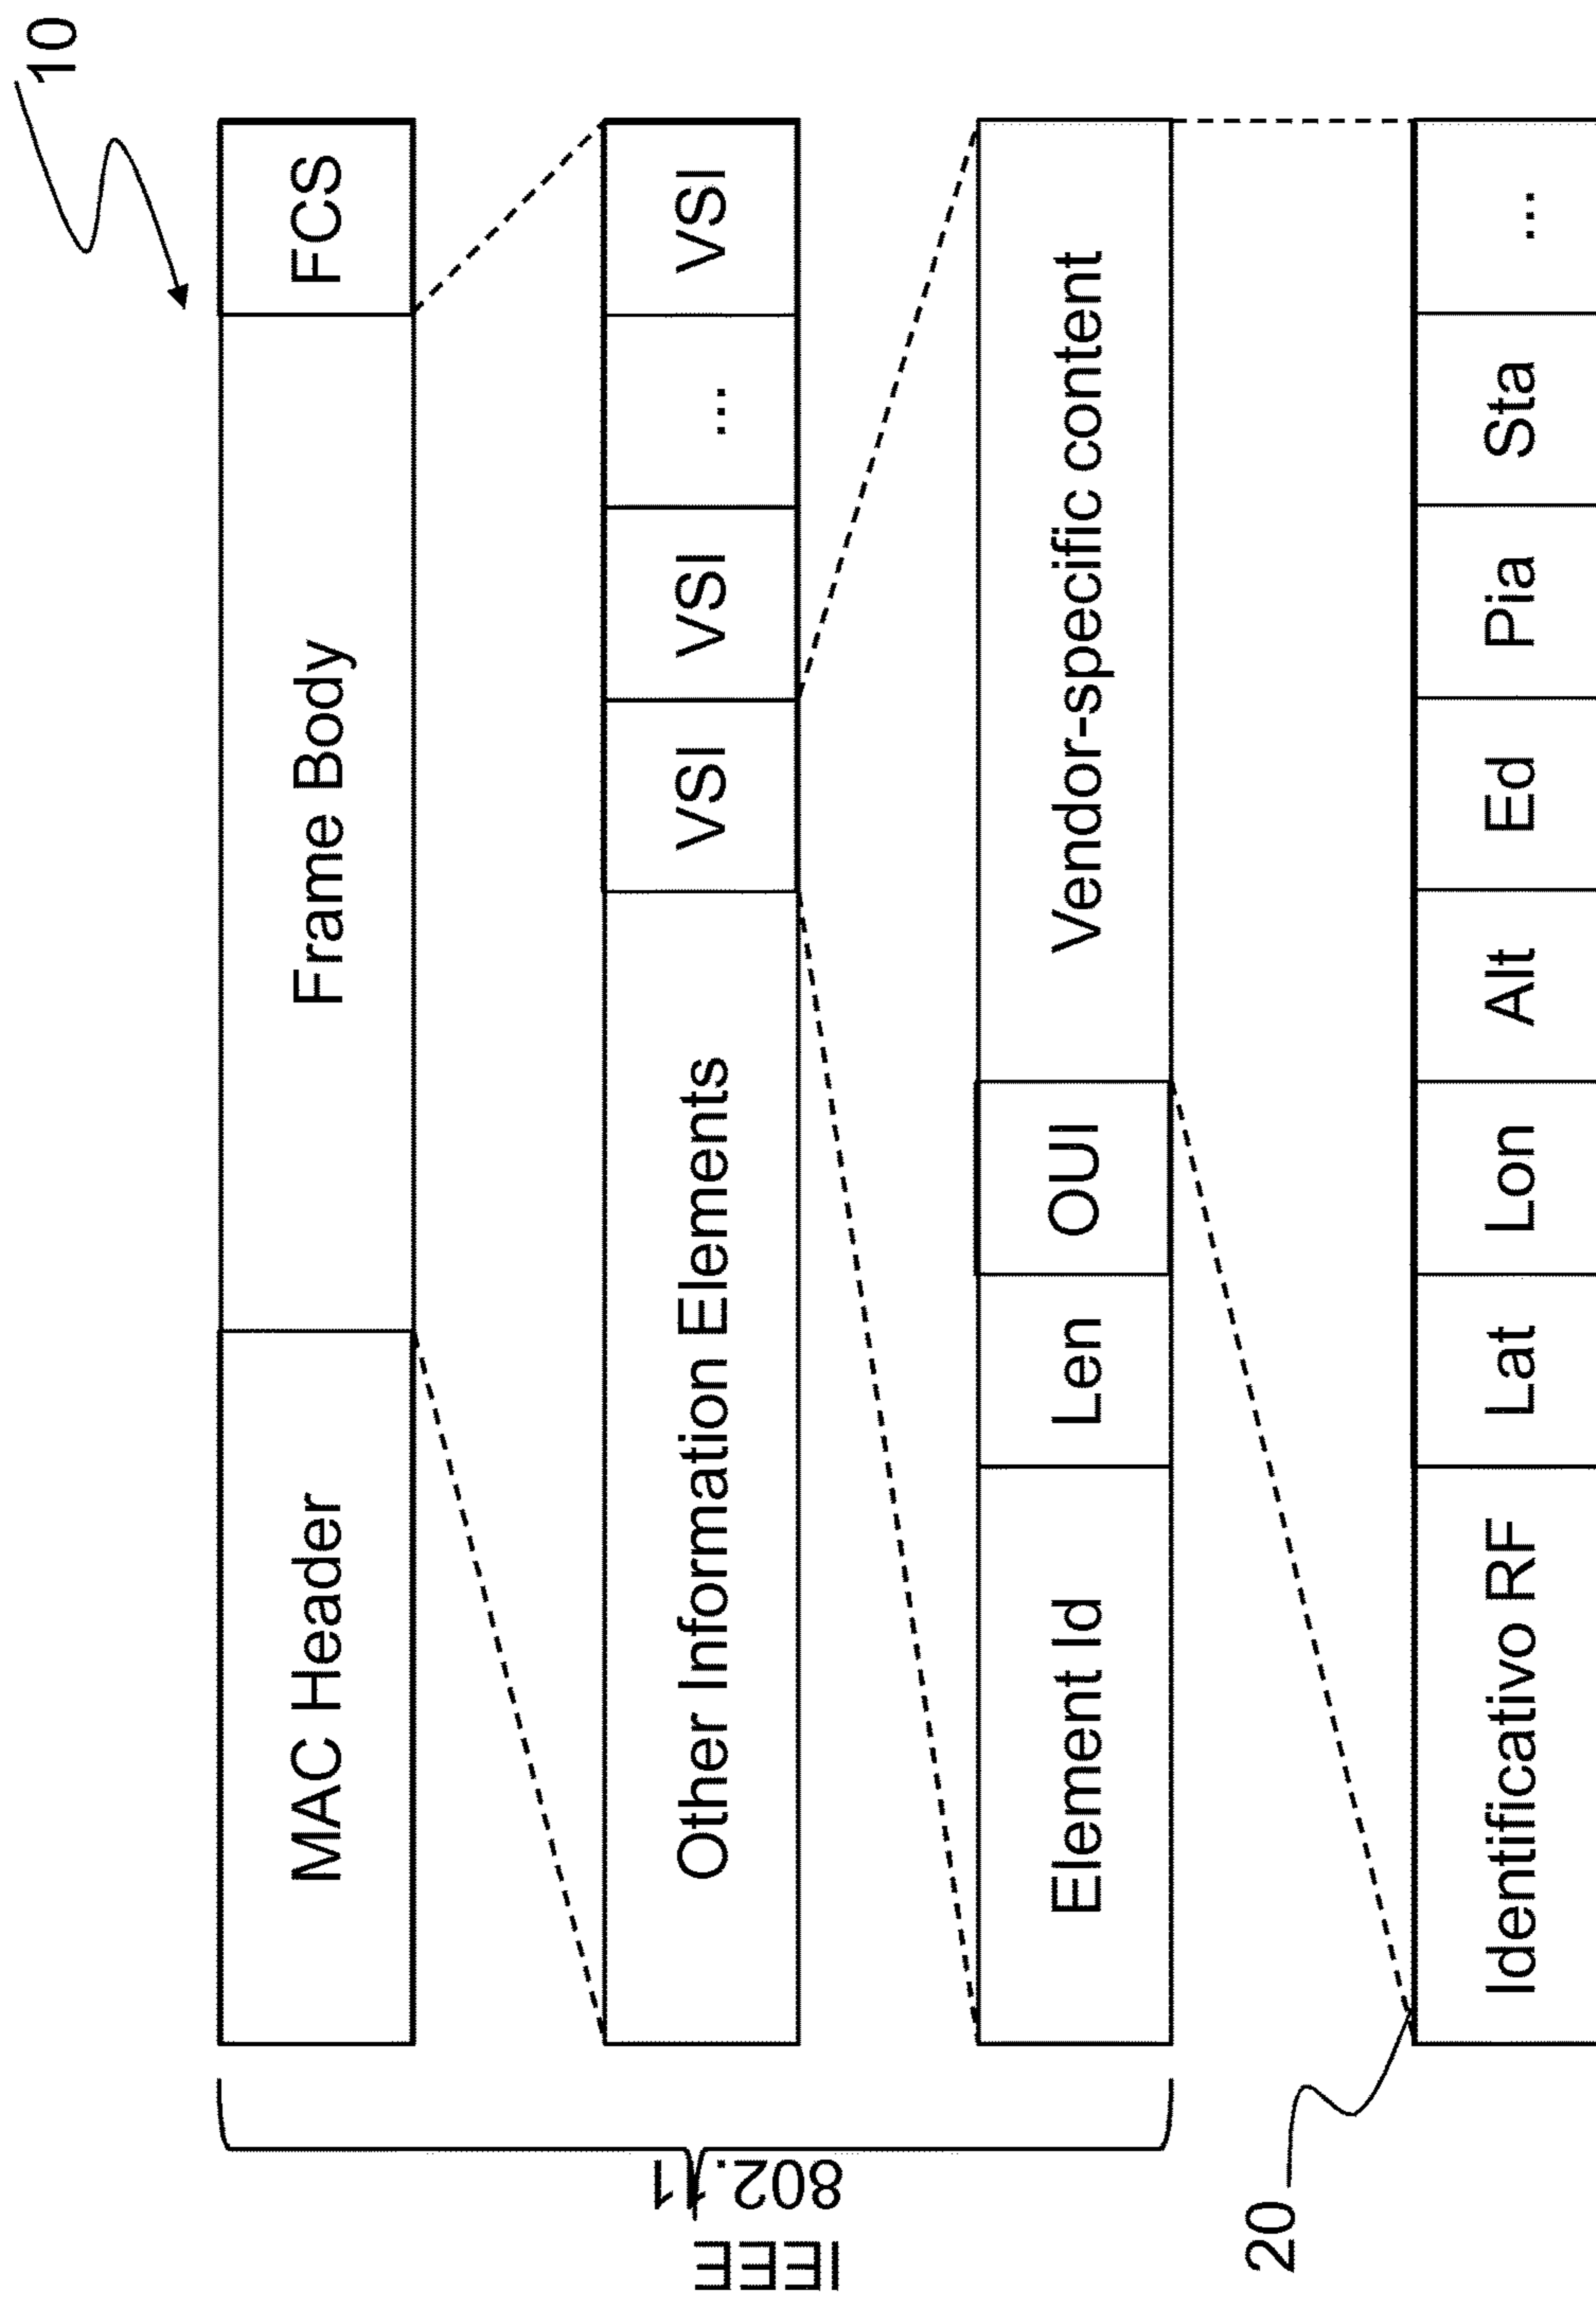 10
MAC Header
Frame Body
FCS
Other Information Elements
VSI
VSI
...
VSI
IEEE
802.11
Element Id
Len
OUI
Vendor-specific content
20
Identificativo RF
Lat
Lon
Alt
Ed
Pia
Sta
...